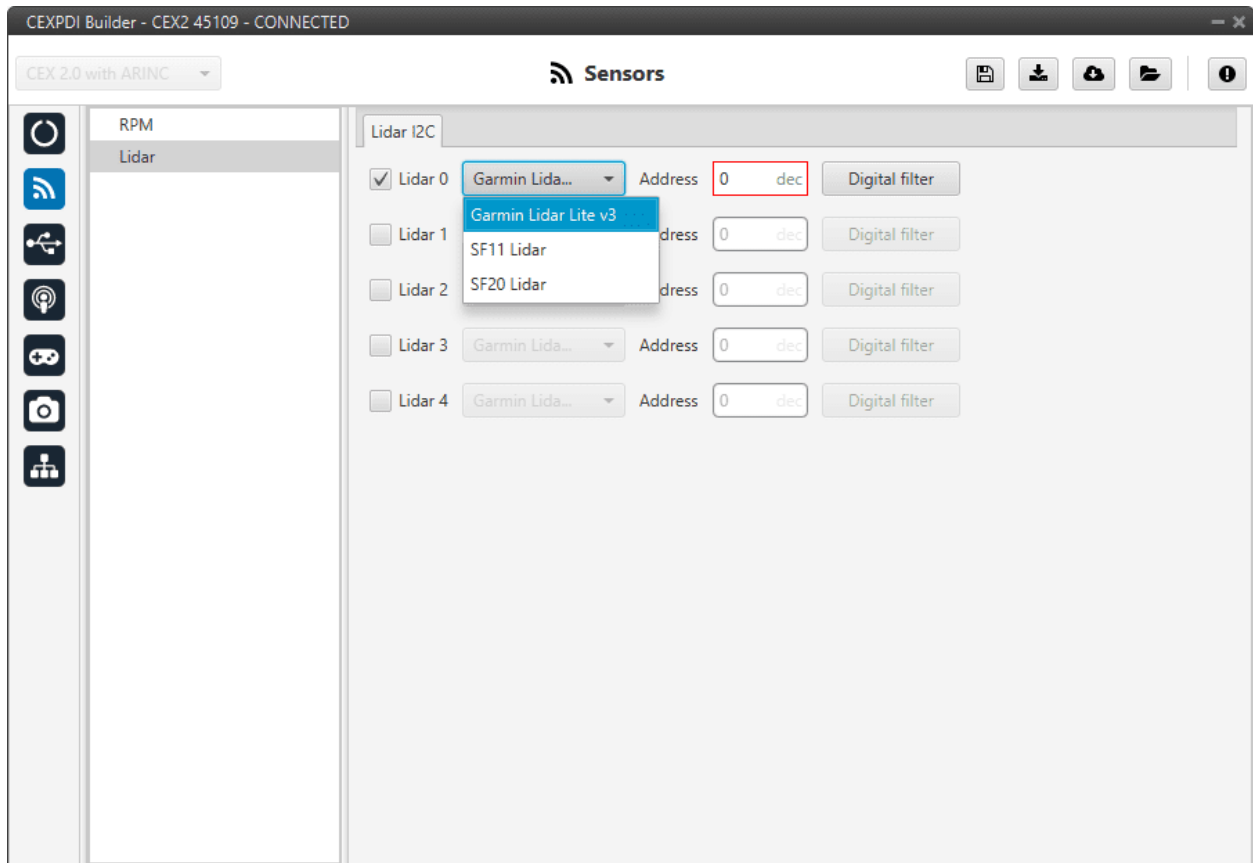 CEXPDI Builder - CEX2 45109 - CONNECTED
CEX 2.0 with ARINC
Sensors
RPM
Lidar
Lidar I2C
Lidar 0 Garmin Lida... Address 0 dec Digital filter
Garmin Lidar Lite v3
Lidar 1 dress 0 dec Digital filter
SF11 Lidar
SF20 Lidar
Lidar 2 dress 0 dec Digital filter
Lidar 3 Garmin Lida... Address 0 dec Digital filter
Lidar 4 Garmin Lida... Address 0 dec Digital filter